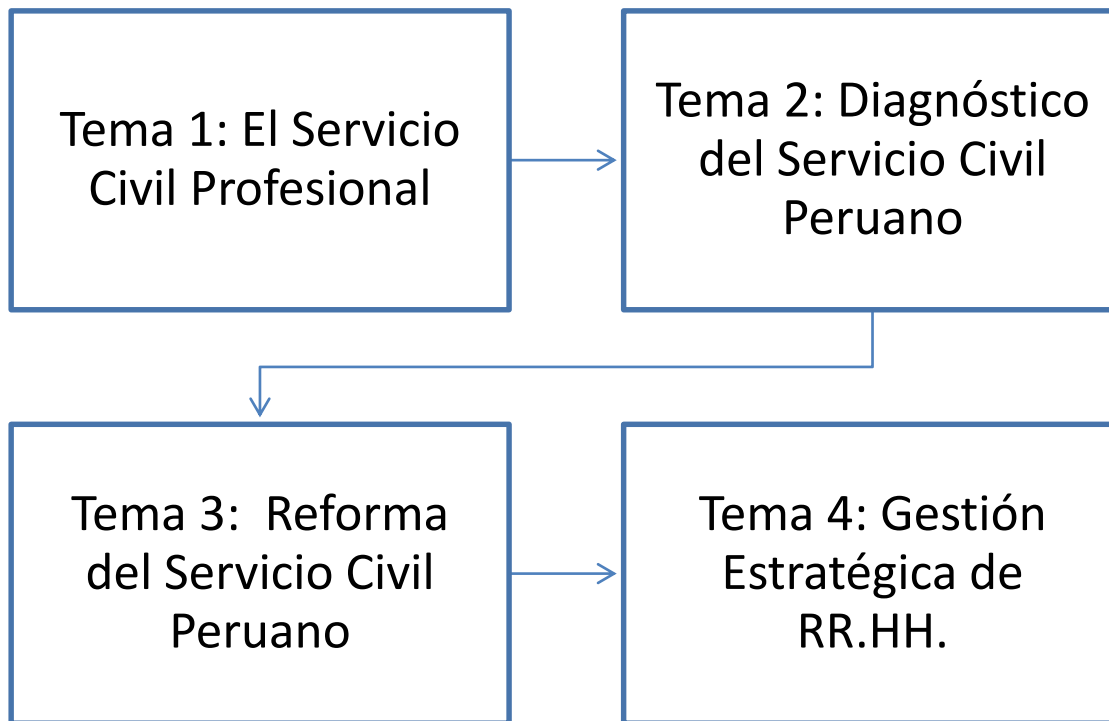 Tema 1: El Servicio
Civil Profesional
Tema 2: Diagnóstico
del Servicio Civil
Peruano
Tema 3:  Reforma
del Servicio Civil
Peruano
Tema 4: Gestión
Estratégica de
RR.HH.